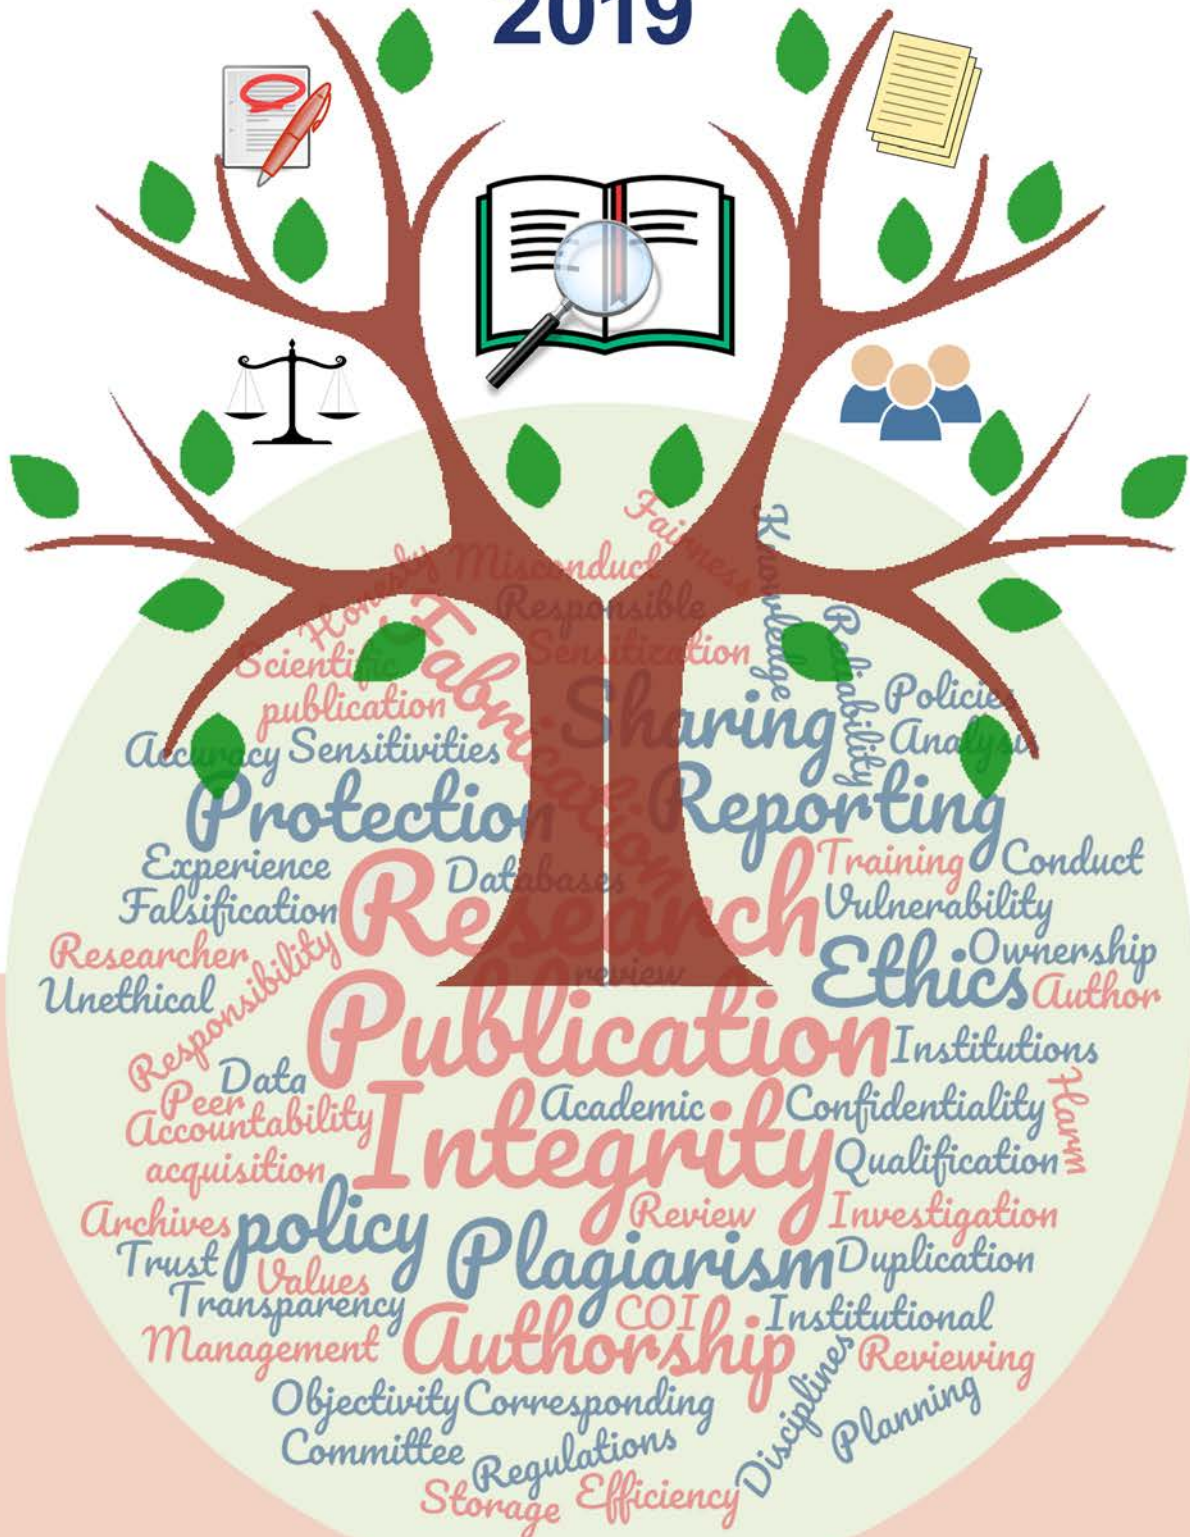 2019
Fairness
Knowledge
Honesty
Misconduct
Responsible
Reliability
Scientific
Fabrication
Sensitization
publication
Sharing
Policies
Accuracy
Sensitivities
Analysis
Protection
Reporting
Experience
Databases
Training
Conduct
Falsification
Research
Vulnerability
Researcher
Responsibility
Ethics
Ownership
Unethical
review
Author
Publication
Institutions
Data
Peer
Academic
Confidentiality
Harm
Accountability
Integrity
acquisition
Qualification
Archives
policy
Review
Investigation
Trust
Values
Plagiarism
Duplication
Transparency
COI
Institutional
Management
Authorship
Disciplines
Reviewing
Objectivity
Corresponding
Planning
Committee
Regulations
Storage
Efficiency